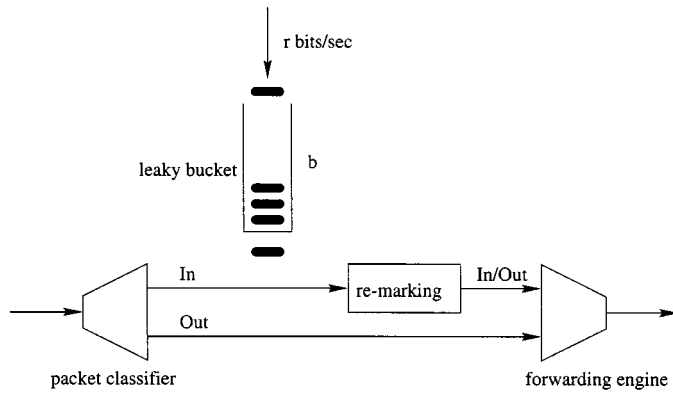 r bits/sec
leaky bucket
b
In
re-marking
In/Out
Out
packet classifier
forwarding engine